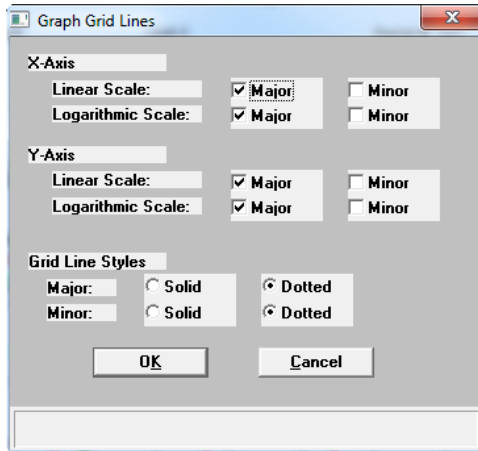 Graph Grid Lines
X-Axis
Linear Scale: Major Minor
Logarithmic Scale: Major Minor
Y-Axis
Linear Scale: Major Minor
Logarithmic Scale: Major Minor
Grid Line Styles
Major: Solid Dotted
Minor: Solid Dotted
OK Cancel